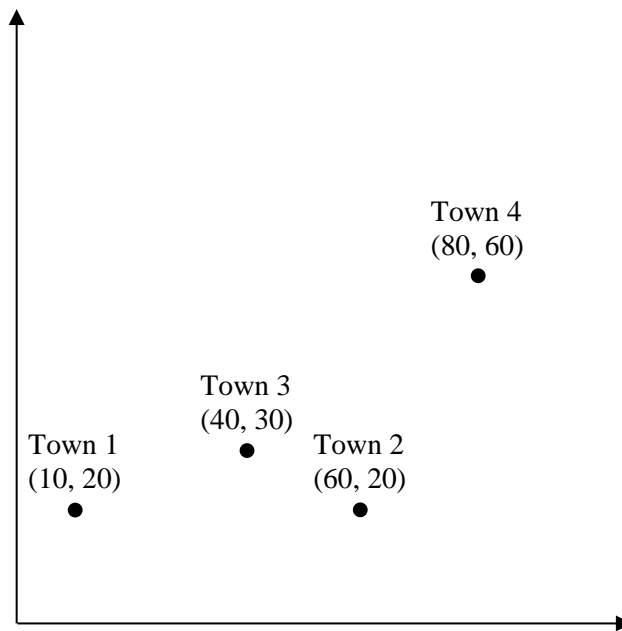 Town 4
(80, 60)
Town 3
(40, 30)
Town 1
(10, 20)
Town 2
(60, 20)